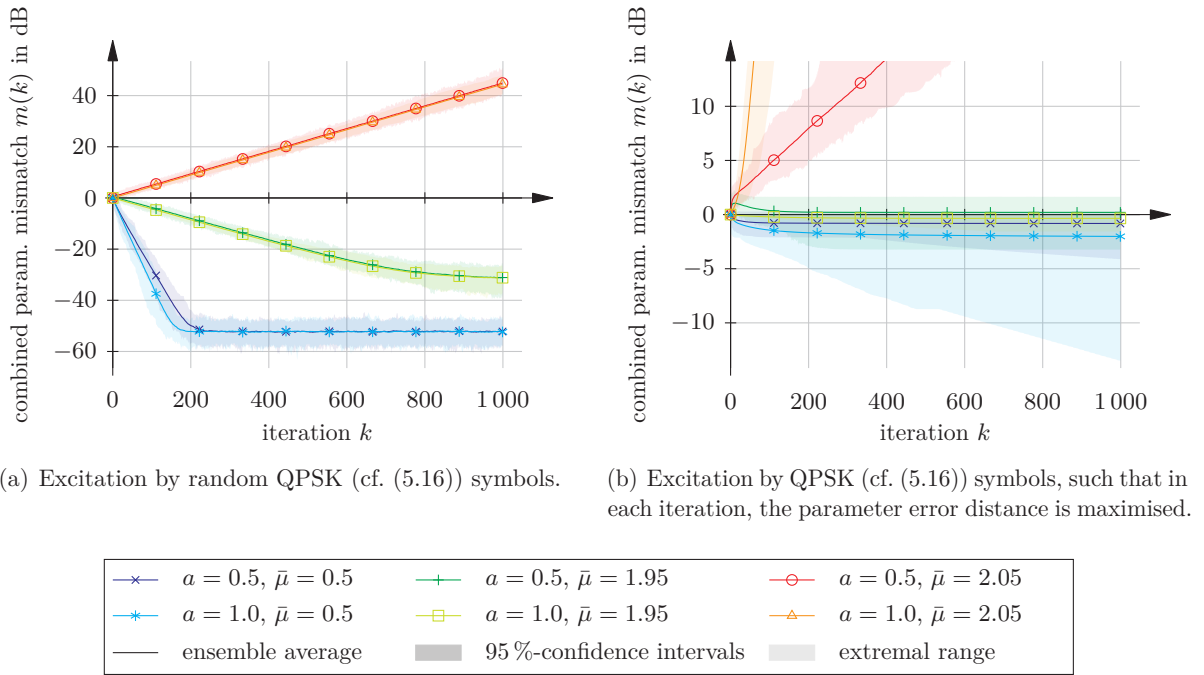 combined param. mismatch m(k) in dB
40
20
0
−20
−40
−60
0 200 400 600 800 1 000
iteration k
(a) Excitation by random QPSK (cf. (5.16)) symbols.
combined param. mismatch m(k) in dB
10
5
0
−5
−10
0 200 400 600 800 1 000
iteration k
(b) Excitation by QPSK (cf. (5.16)) symbols, such that in
each iteration, the parameter error distance is maximised.
a = 0.5, μ̄ = 0.5 a = 0.5, μ̄ = 1.95 a = 0.5, μ̄ = 2.05
a = 1.0, μ̄ = 0.5 a = 1.0, μ̄ = 1.95 a = 1.0, μ̄ = 2.05
ensemble average 95 %-confidence intervals extremal range